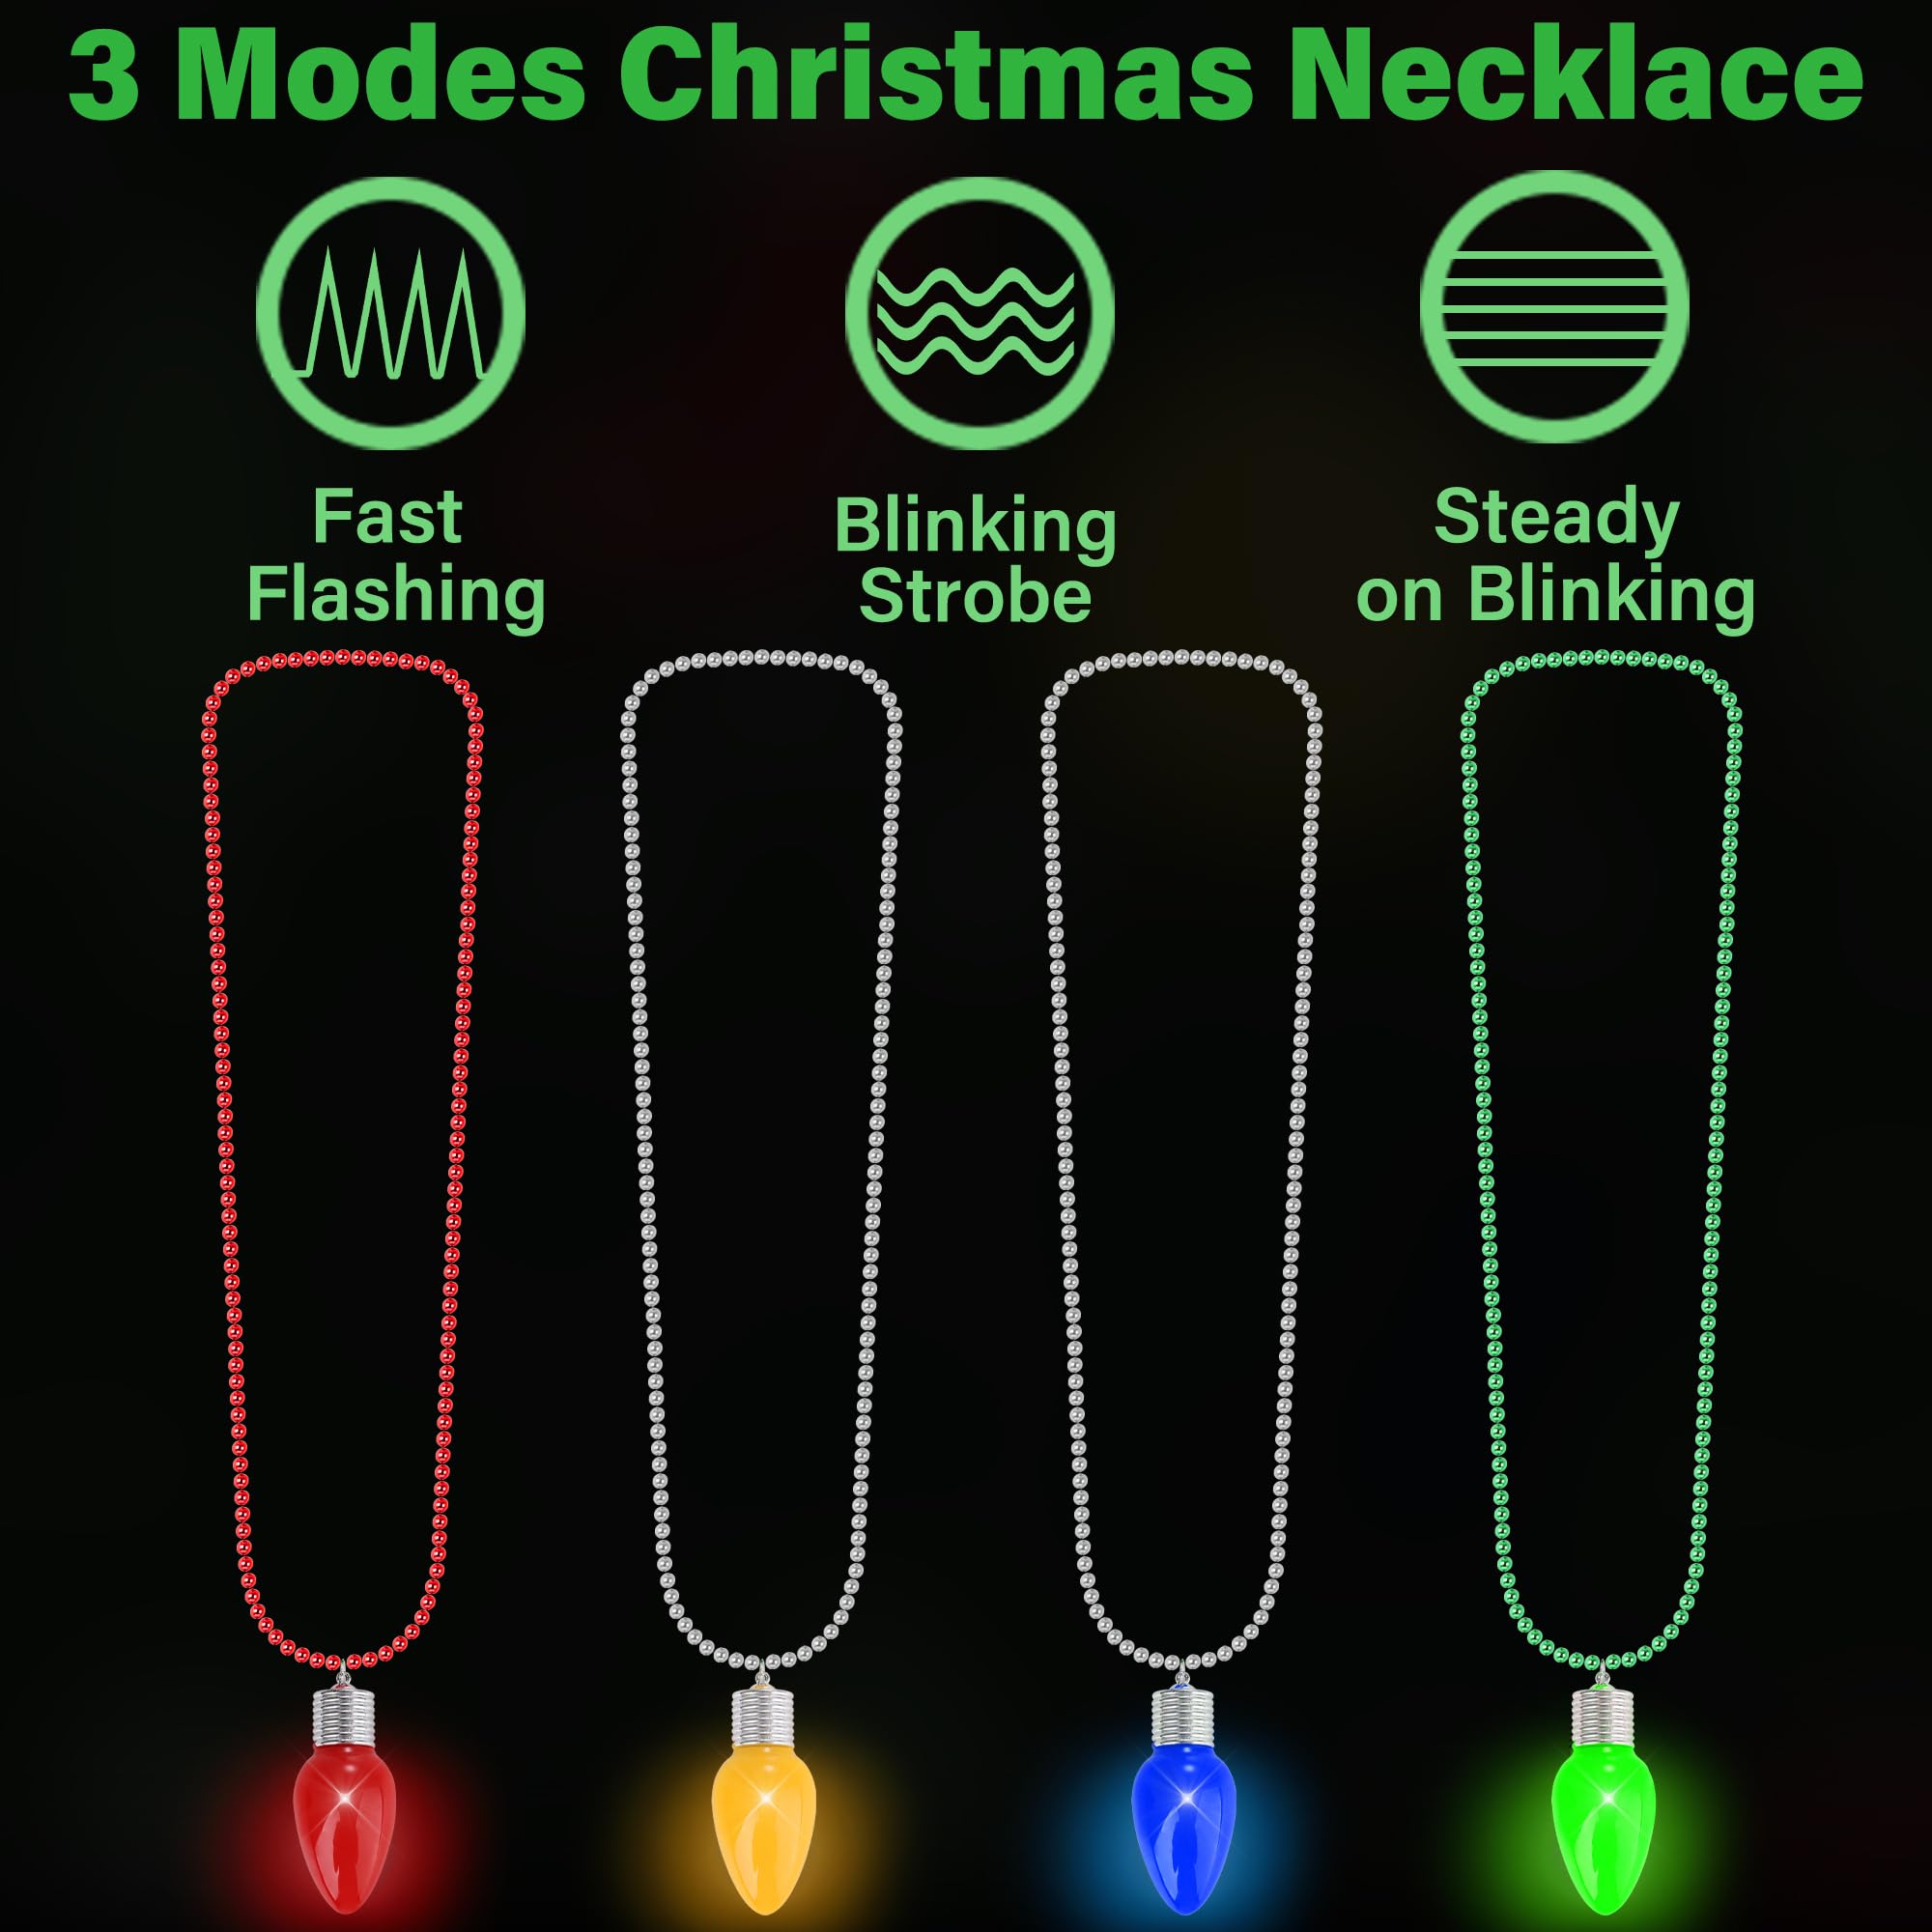 3 Modes Christmas Necklace
Fast
Flashing
Blinking
Strobe
Steady
on Blinking